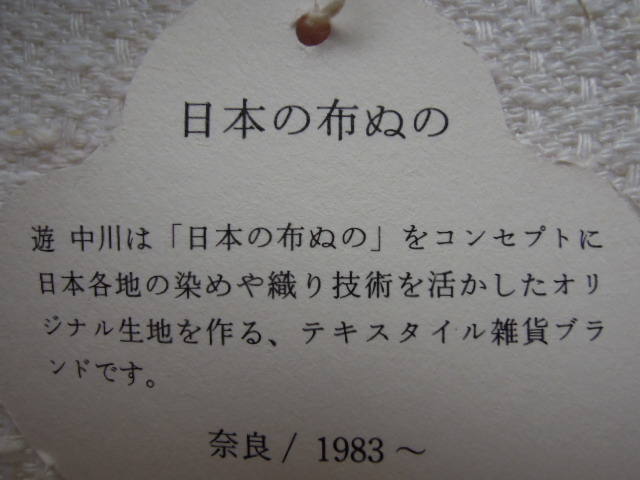 日本の布ぬの
遊 中川は「日本の布ぬの」をコンセプトに
日本各地の染めや織り技術を活かしたオリ
ジナル生地を作る、テキスタイル雑貨ブラ
ンドです。
奈良 / 1983～